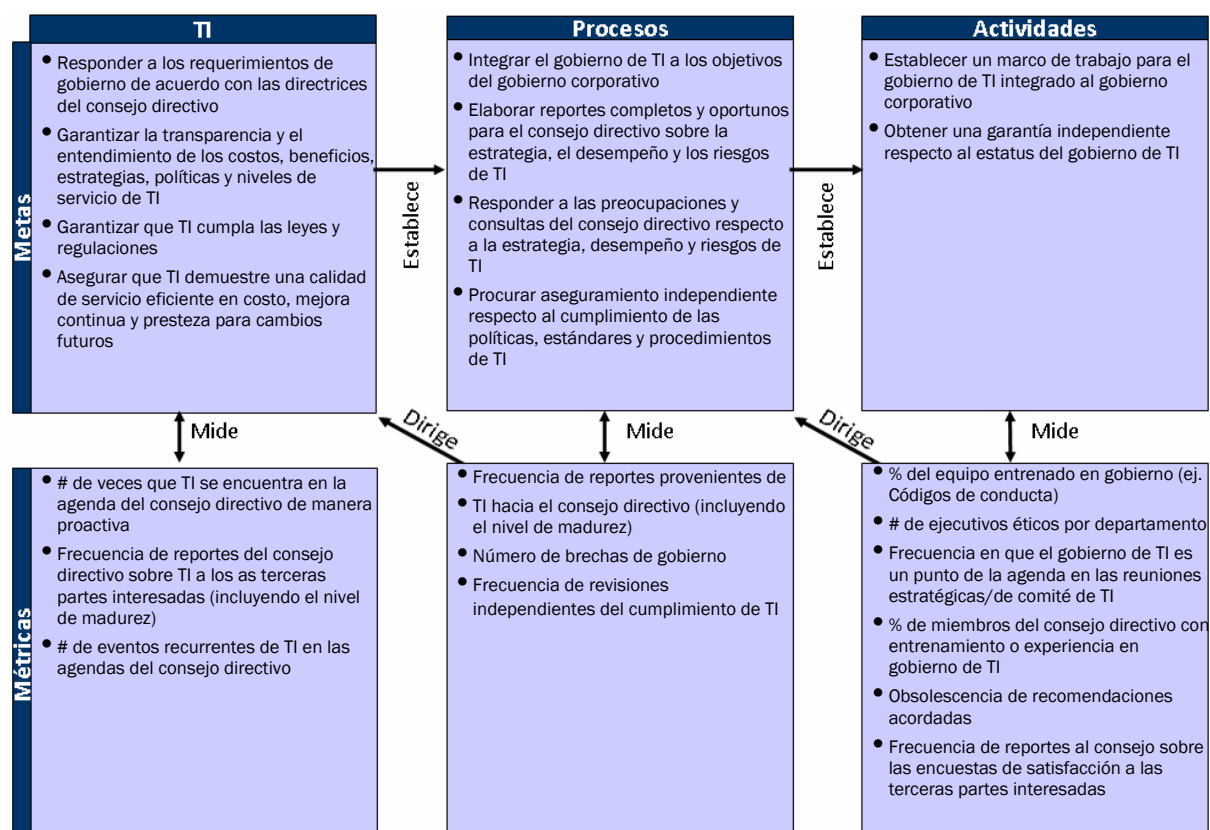 TI
Procesos
Actividades
Metas
• Responder a los requerimientos de
gobierno de acuerdo con las directrices
del consejo directivo
• Garantizar la transparencia y el
entendimiento de los costos, beneficios,
estrategias, políticas y niveles de
servicio de TI
• Garantizar que TI cumpla las leyes y
regulaciones
• Asegurar que TI demuestre una calidad
de servicio eficiente en costo, mejora
continua y presteza para cambios
futuros
Establece
• Integrar el gobierno de TI a los objetivos
del gobierno corporativo
• Elaborar reportes completos y oportunos
para el consejo directivo sobre la
estrategia, el desempeño y los riesgos
de TI
• Responder a las preocupaciones y
consultas del consejo directivo respecto
a la estrategia, desempeño y riesgos de
TI
• Procurar aseguramiento independiente
respecto al cumplimiento de las
políticas, estándares y procedimientos
de TI
Establece
• Establecer un marco de trabajo para el
gobierno de TI integrado al gobierno
corporativo
• Obtener una garantía independiente
respecto al estatus del gobierno de TI
Mide
Dirige
Mide
Dirige
Mide
Métricas
• # de veces que TI se encuentra en la
agenda del consejo directivo de manera
proactiva
• Frecuencia de reportes del consejo
directivo sobre TI a los as terceras
partes interesadas (incluyendo el nivel
de madurez)
• # de eventos recurrentes de TI en las
agendas del consejo directivo
• Frecuencia de reportes provenientes de
• TI hacia el consejo directivo (incluyendo
el nivel de madurez)
• Número de brechas de gobierno
• Frecuencia de revisiones
independientes del cumplimiento de TI
• % del equipo entrenado en gobierno (ej.
Códigos de conducta)
• # de ejecutivos éticos por departamento
• Frecuencia en que el gobierno de TI es
un punto de la agenda en las reuniones
estratégicas/de comité de TI
• % de miembros del consejo directivo con
entrenamiento o experiencia en
gobierno de TI
• Obsolescencia de recomendaciones
acordadas
• Frecuencia de reportes al consejo sobre
las encuestas de satisfacción a las
terceras partes interesadas